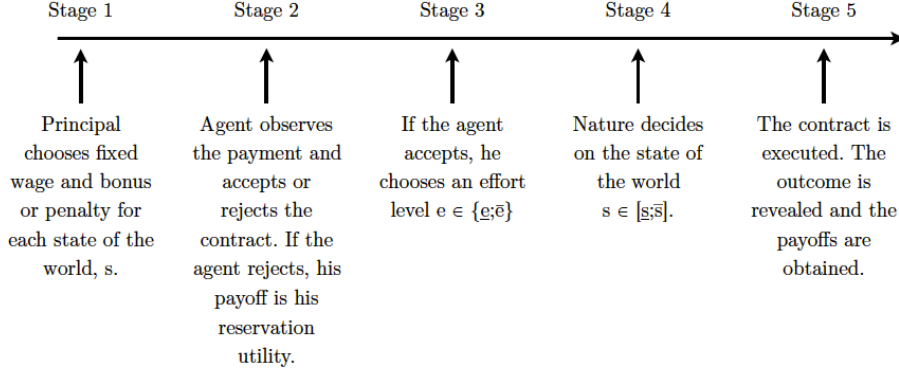 Stage 1
Stage 2
Stage 3
Stage 4
Stage 5
Principal
chooses fixed
wage and bonus
or penalty for
each state of the
world, s.
Agent observes
the payment and
accepts or
rejects the
contract. If the
agent rejects, his
payoff is his
reservation
utility.
If the agent
accepts, he
chooses an effort
level e ∈ {e̲;ē}
Nature decides
on the state of
the world
s ∈ [s̲;s̄].
The contract is
executed. The
outcome is
revealed and the
payoffs are
obtained.